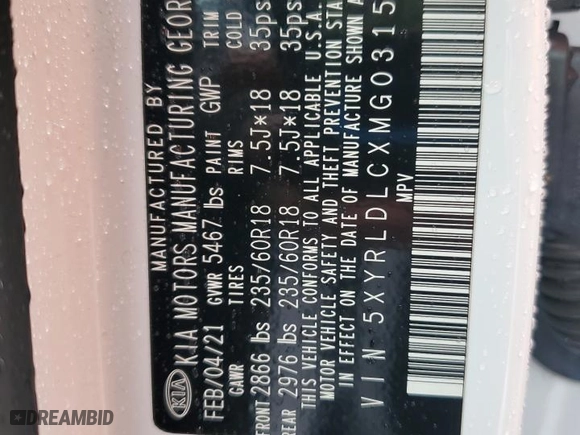 MANUFACTURED BY
KIA KIA MOTORS MANUFACTURING GEOR
FEB/04/21 GVWR 5467 lbs PAINT GWP TRIM
GAWR TIRES RIMS COLD
FRONT 2866 lbs 235/60R18 7.5J*18 35ps
REAR 2976 lbs 235/60R18 7.5J*18 35ps
THIS VEHICLE CONFORMS TO ALL APPLICABLE U.S.A.
MOTOR VEHICLE SAFETY AND THEFT PREVENTION STA
IN EFFECT ON THE DATE OF MANUFACTURE SHOWN A
VIN 5XYRLDLCXMG0315
MPV
DREAMBID